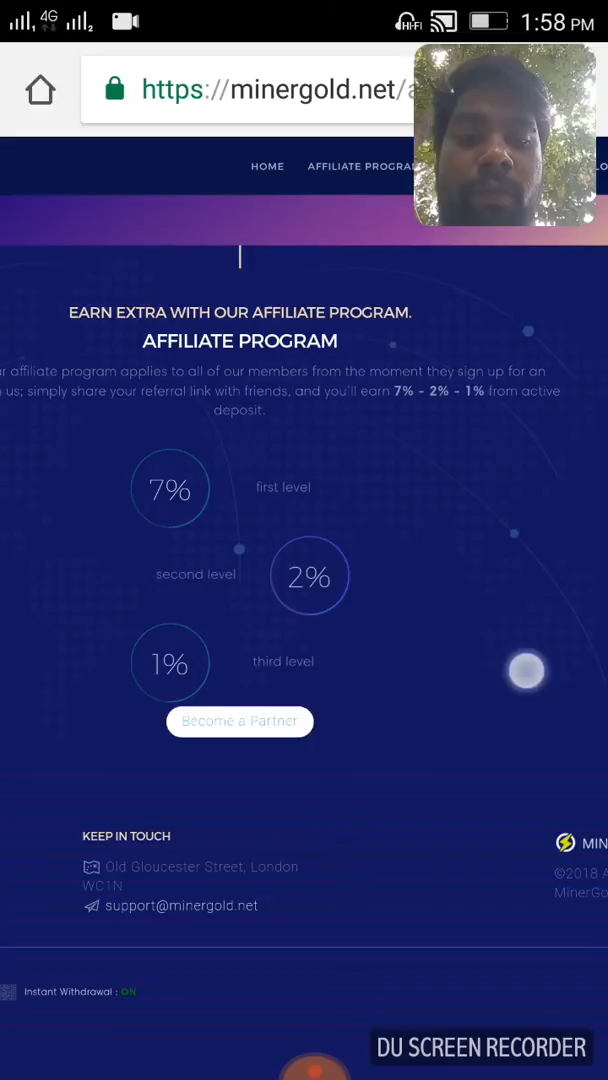 4G HI-FI 1:58 PM
https://minergold.net/
HOME AFFILIATE PROGRA
EARN EXTRA WITH OUR AFFILIATE PROGRAM.
AFFILIATE PROGRAM
r affiliate program applies to all of our members from the moment they sign up for an
us; simply share your referral link with friends, and you'll earn 7% - 2% - 1% from active
deposit.
7% first level
second level 2%
1% third level
Become a Partner
KEEP IN TOUCH
Old Gloucester Street, London
WC1N
support@minergold.net
MIN
©2018 A
MinerGo
Instant Withdrawal : ON
DU SCREEN RECORDER